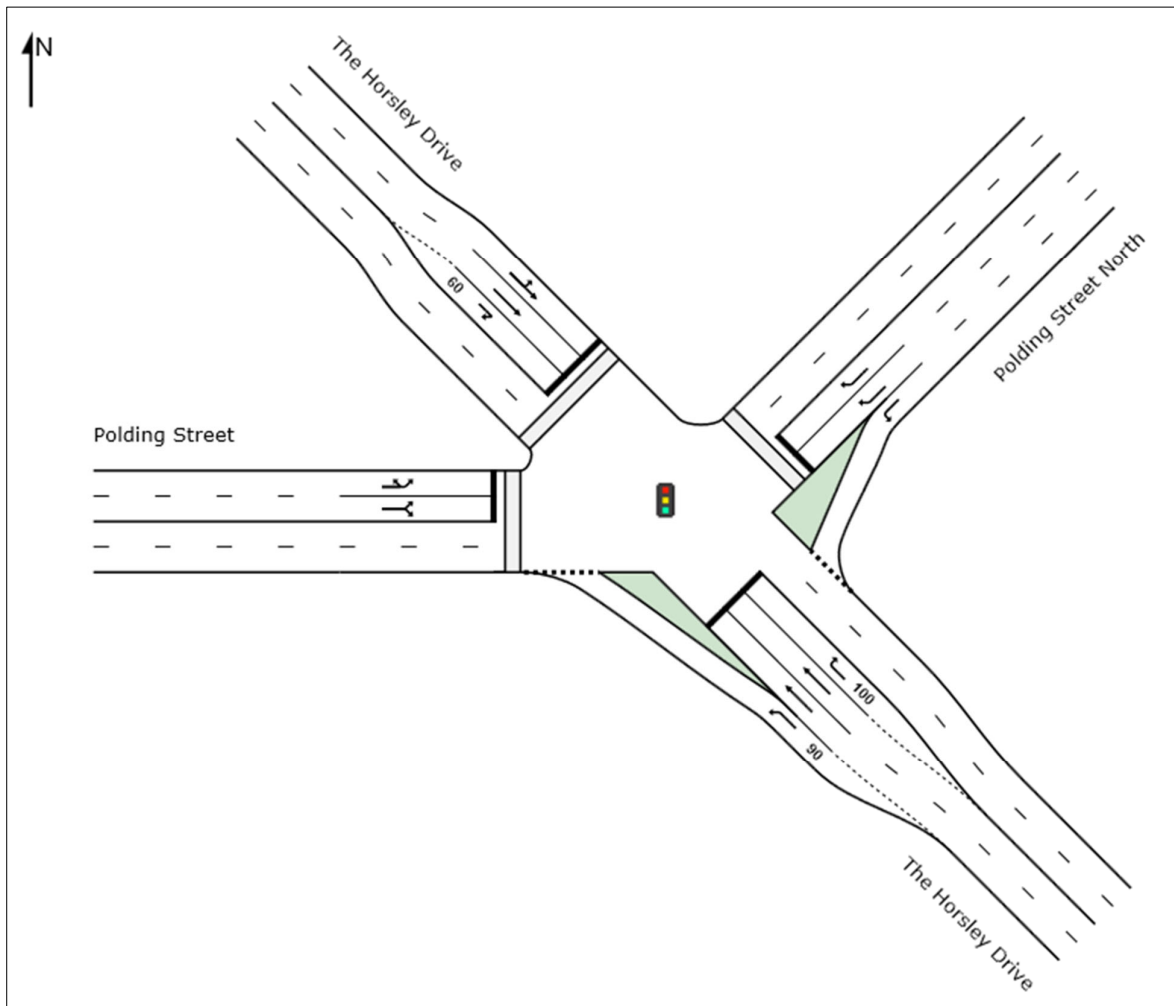 N
The Horsley Drive
60
Polding Street North
Polding Street
100
90
The Horsley Drive